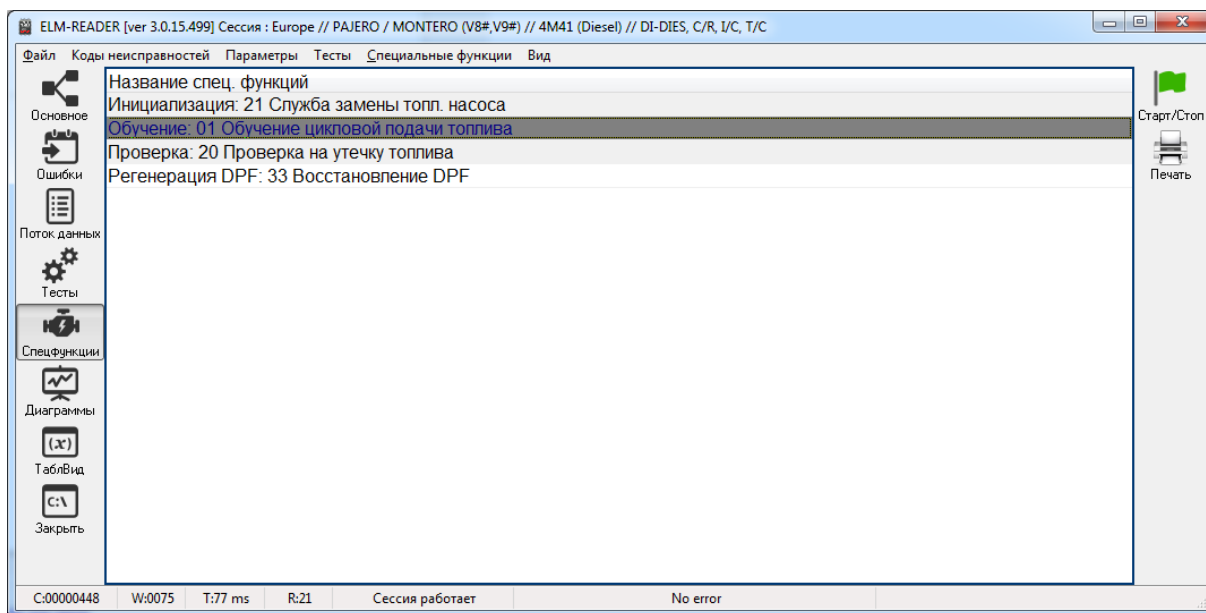 ELM-READER [ver 3.0.15.499] Сессия : Europe // PAJERO / MONTERO (V8#,V9#) // 4M41 (Diesel) // DI-DIES, C/R, I/C, T/C
Файл Коды неисправностей Параметры Тесты Специальные функции Вид
Основное
Ошибки
Поток данных
Тесты
Спецфункции
Диаграммы
(x)
ТаблВид
C:\
Закрыть
Название спец. функций
Инициализация: 21 Служба замены топл. насоса
Обучение: 01 Обучение цикловой подачи топлива
Проверка: 20 Проверка на утечку топлива
Регенерация DPF: 33 Восстановление DPF
Старт/Стоп
Печать
C:00000448 W:0075 T:77 ms R:21 Сессия работает No error